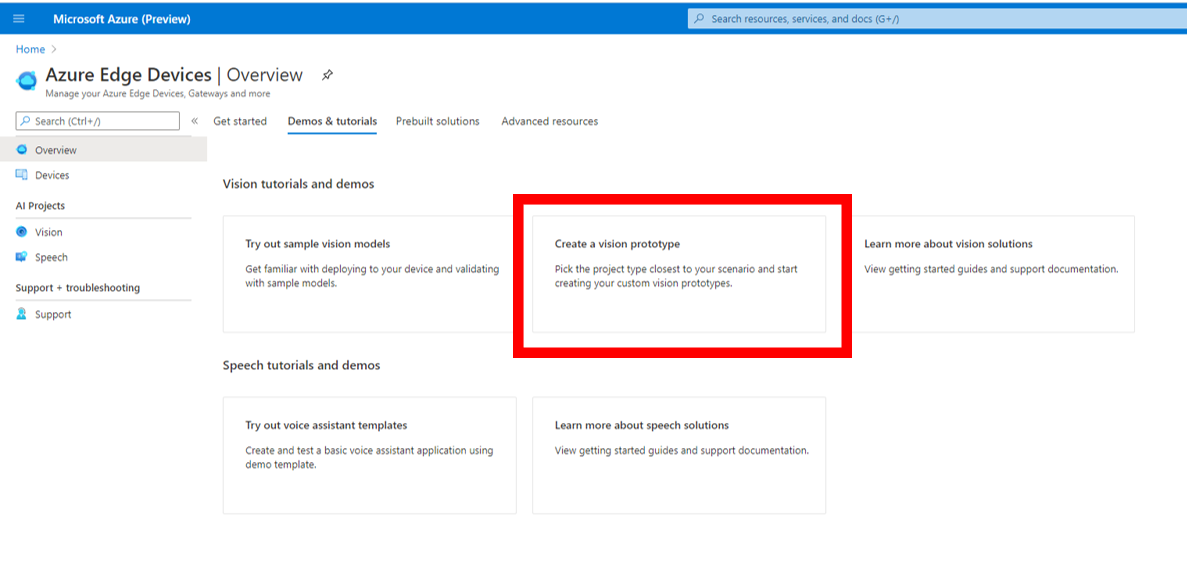 Microsoft Azure (Preview)
Search resources, services, and docs (G+/)
Home
Azure Edge Devices | Overview
Manage your Azure Edge Devices, Gateways and more
Search (Ctrl+/)
«
Get started
Demos & tutorials
Prebuilt solutions
Advanced resources
Overview
Devices
AI Projects
Vision
Speech
Support + troubleshooting
Support
Vision tutorials and demos
Try out sample vision models
Get familiar with deploying to your device and validating
with sample models.
Create a vision prototype
Pick the project type closest to your scenario and start
creating your custom vision prototypes.
Learn more about vision solutions
View getting started guides and support documentation.
Speech tutorials and demos
Try out voice assistant templates
Create and test a basic voice assistant application using
demo template.
Learn more about speech solutions
View getting started guides and support documentation.